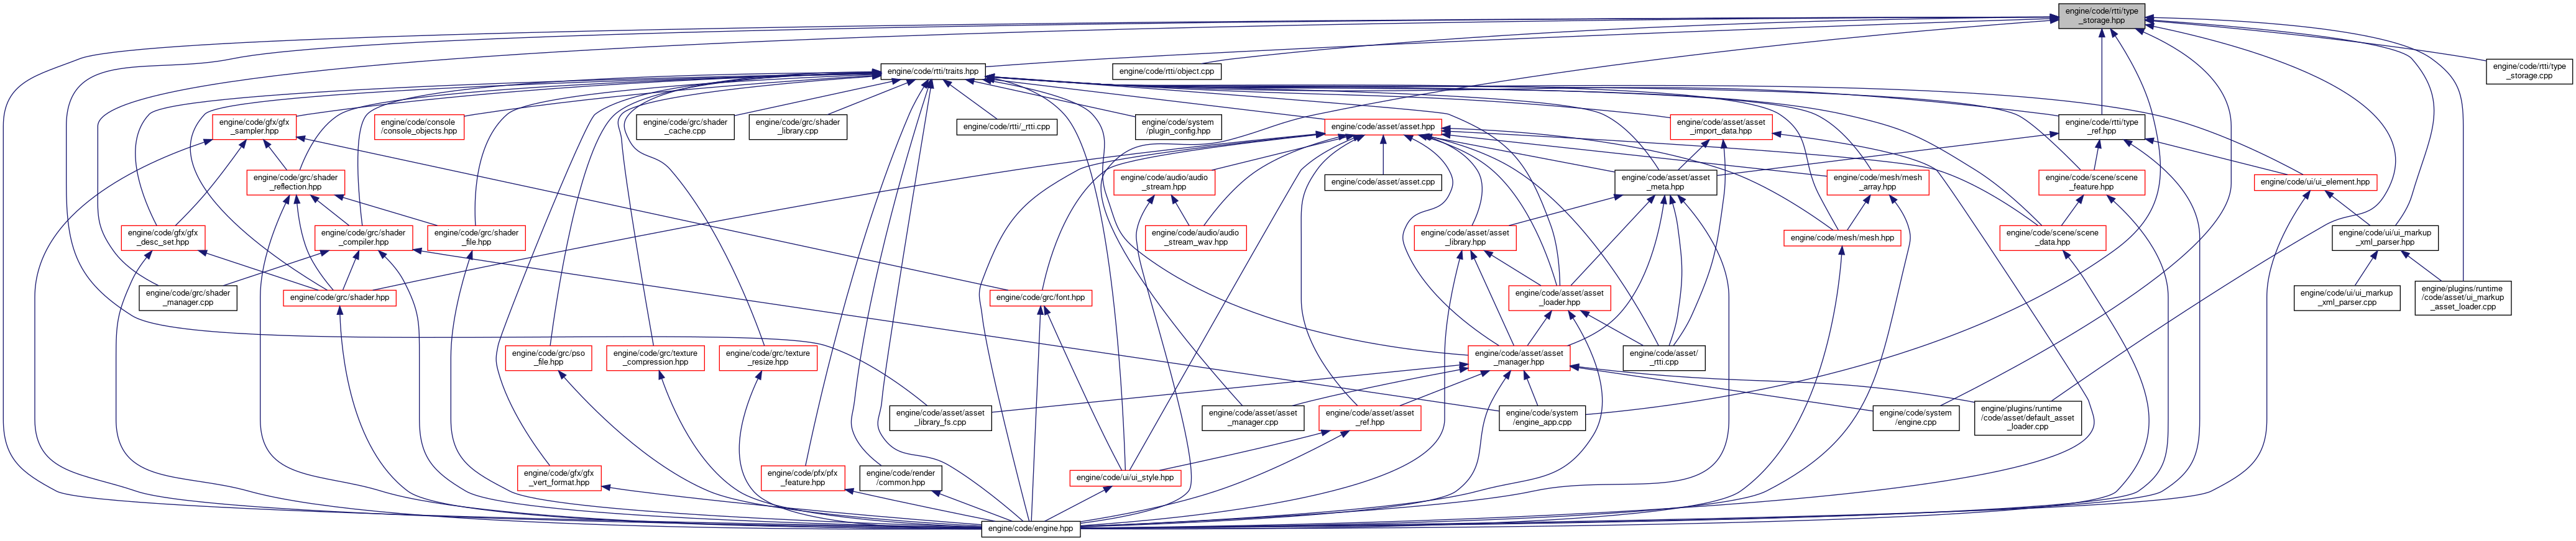 engine/code/rtti/type
_storage.hpp
engine/code/rtti/traits.hpp
engine/code/rtti/object.cpp
engine/code/rtti/type
_storage.cpp
engine/code/gfx/gfx
_sampler.hpp
engine/code/console
/console_objects.hpp
engine/code/grc/shader
_cache.cpp
engine/code/grc/shader
_library.cpp
engine/code/rtti/_rtti.cpp
engine/code/system
/plugin_config.hpp
engine/code/asset/asset.hpp
engine/code/asset/asset
_import_data.hpp
engine/code/rtti/type
_ref.hpp
engine/code/grc/shader
_reflection.hpp
engine/code/audio/audio
_stream.hpp
engine/code/asset/asset.cpp
engine/code/asset/asset
_meta.hpp
engine/code/mesh/mesh
_array.hpp
engine/code/scene/scene
_feature.hpp
engine/code/ui/ui_element.hpp
engine/code/gfx/gfx
_desc_set.hpp
engine/code/grc/shader
_compiler.hpp
engine/code/grc/shader
_file.hpp
engine/code/audio/audio
_stream_wav.hpp
engine/code/asset/asset
_library.hpp
engine/code/mesh/mesh.hpp
engine/code/scene/scene
_data.hpp
engine/code/ui/ui_markup
_xml_parser.hpp
engine/code/grc/shader
_manager.cpp
engine/code/grc/shader.hpp
engine/code/grc/font.hpp
engine/code/asset/asset
_loader.hpp
engine/code/ui/ui_markup
_xml_parser.cpp
engine/plugins/runtime
/code/asset/ui_markup
_asset_loader.cpp
engine/code/grc/pso
_file.hpp
engine/code/grc/texture
_compression.hpp
engine/code/grc/texture
_resize.hpp
engine/code/asset/asset
_manager.hpp
engine/code/asset/
_rtti.cpp
engine/code/asset/asset
_library_fs.cpp
engine/code/asset/asset
_manager.cpp
engine/code/asset/asset
_ref.hpp
engine/code/system
/engine_app.cpp
engine/code/system
/engine.cpp
engine/plugins/runtime
/code/asset/default_asset
_loader.cpp
engine/code/gfx/gfx
_vert_format.hpp
engine/code/pfx/pfx
_feature.hpp
engine/code/render
/common.hpp
engine/code/ui/ui_style.hpp
engine/code/engine.hpp